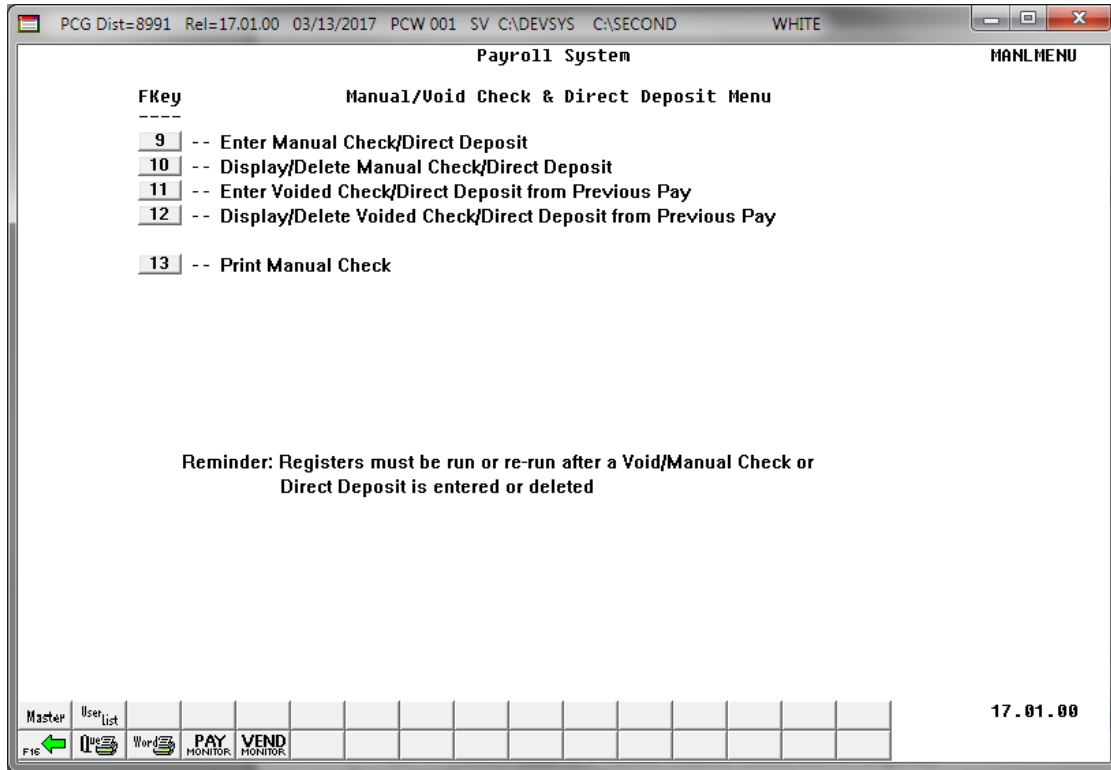 PCG Dist=8991 Rel=17.01.00 03/13/2017 PCW 001 SV C:\DEVSYS C:\SECOND WHITE
Payroll System MANLMENU
FKey Manual/Void Check & Direct Deposit Menu
----
9 -- Enter Manual Check/Direct Deposit
10 -- Display/Delete Manual Check/Direct Deposit
11 -- Enter Voided Check/Direct Deposit from Previous Pay
12 -- Display/Delete Voided Check/Direct Deposit from Previous Pay
13 -- Print Manual Check
Reminder: Registers must be run or re-run after a Void/Manual Check or
Direct Deposit is entered or deleted
Master User List 17.01.00
F16 Que Word PAY MONITOR VEND MONITOR